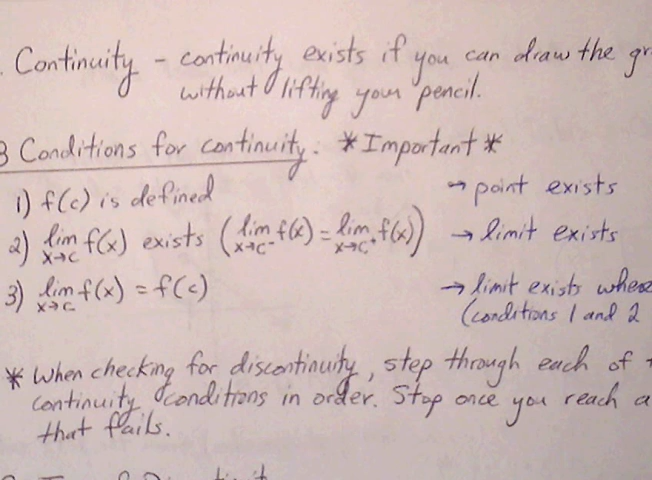 . Continuity - continuity exists if you can draw the gr
without lifting your pencil.
3 Conditions for continuity: *Important*
1) f(c) is defined → point exists
2) lim x→c f(x) exists (lim x→c⁻ f(x) = lim x→c⁺ f(x)) → limit exists
3) lim x→c f(x) = f(c) → limit exists where
(conditions 1 and 2
* When checking for discontinuity, step through each of t
continuity conditions in order. Stop once you reach a
that fails.